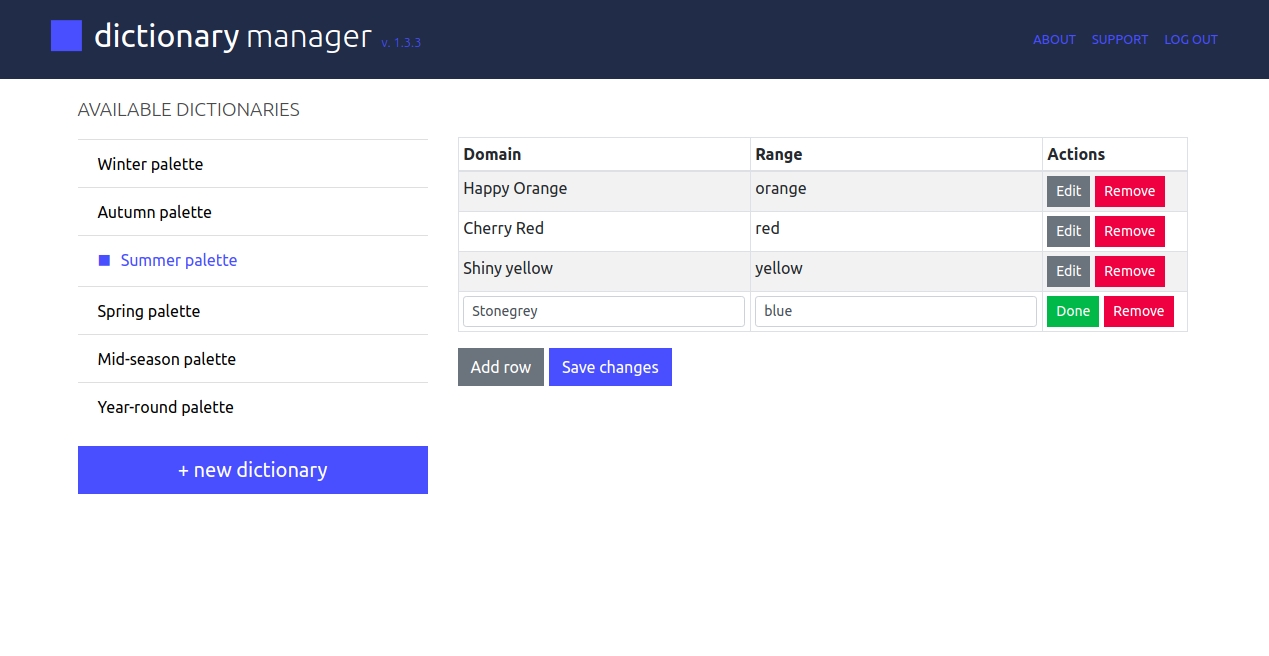 dictionary manager v. 1.3.3
ABOUT SUPPORT LOG OUT
AVAILABLE DICTIONARIES
Winter palette
Autumn palette
Summer palette
Spring palette
Mid-season palette
Year-round palette
+ new dictionary
Domain Range Actions
Happy Orange orange Edit Remove
Cherry Red red Edit Remove
Shiny yellow yellow Edit Remove
Stonegrey blue Done Remove
Add row Save changes